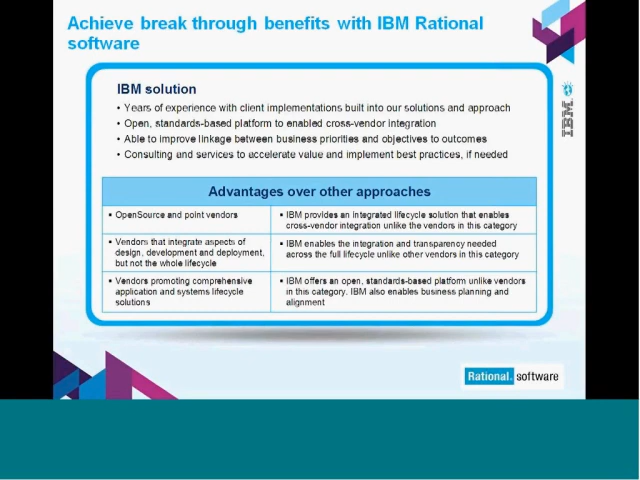 Achieve break through benefits with IBM Rational
software
IBM solution
• Years of experience with client implementations built into our solutions and approach
• Open, standards-based platform to enabled cross-vendor integration
• Able to improve linkage between business priorities and objectives to outcomes
• Consulting and services to accelerate value and implement best practices, if needed
Advantages over other approaches
▪ OpenSource and point vendors
▪ IBM provides an integrated lifecycle solution that enables
cross-vendor integration unlike the vendors in this category
▪ Vendors that integrate aspects of
design, development and deployment,
but not the whole lifecycle
▪ IBM enables the integration and transparency needed
across the full lifecycle unlike other vendors in this category
▪ Vendors promoting comprehensive
application and systems lifecycle
solutions
▪ IBM offers an open, standards-based platform unlike vendors
in this category. IBM also enables business planning and
alignment
IBM
Rational. software